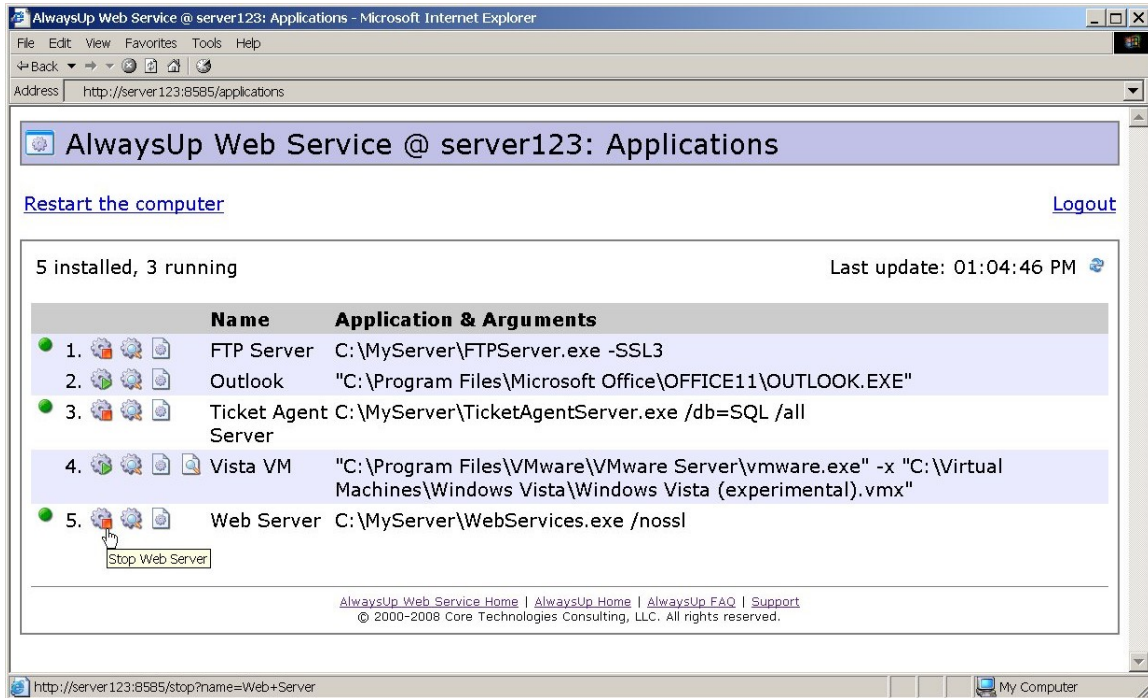 AlwaysUp Web Service @ server123: Applications - Microsoft Internet Explorer
File Edit View Favorites Tools Help
Back
Address http://server123:8585/applications
AlwaysUp Web Service @ server123: Applications
Restart the computer Logout
5 installed, 3 running Last update: 01:04:46 PM
Name Application & Arguments
1. FTP Server C:\MyServer\FTPServer.exe -SSL3
2. Outlook "C:\Program Files\Microsoft Office\OFFICE11\OUTLOOK.EXE"
3. Ticket Agent C:\MyServer\TicketAgentServer.exe /db=SQL /all
Server
4. Vista VM "C:\Program Files\VMware\VMware Server\vmware.exe" -x "C:\Virtual
Machines\Windows Vista\Windows Vista (experimental).vmx"
5. Web Server C:\MyServer\WebServices.exe /nossl
Stop Web Server
AlwaysUp Web Service Home | AlwaysUp Home | AlwaysUp FAQ | Support
© 2000-2008 Core Technologies Consulting, LLC. All rights reserved.
http://server123:8585/stop?name=Web+Server My Computer